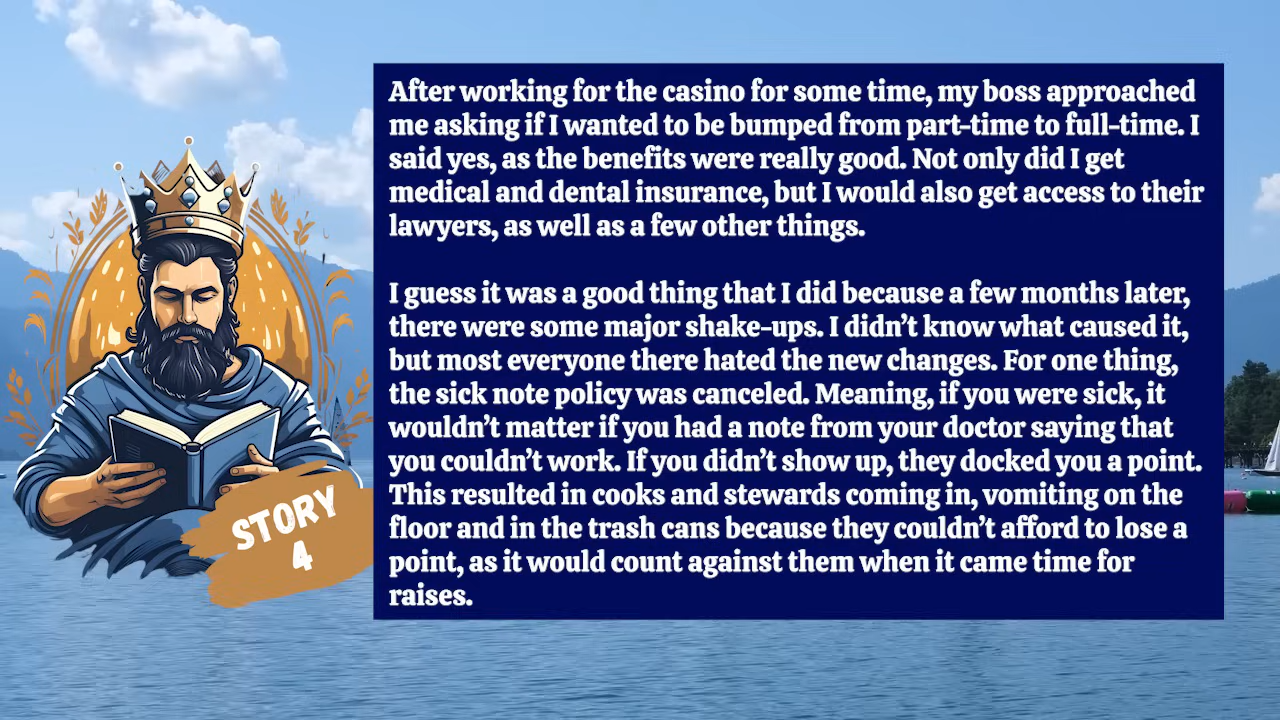 After working for the casino for some time, my boss approached
me asking if I wanted to be bumped from part-time to full-time. I
said yes, as the benefits were really good. Not only did I get
medical and dental insurance, but I would also get access to their
lawyers, as well as a few other things.
I guess it was a good thing that I did because a few months later,
there were some major shake-ups. I didn’t know what caused it,
but most everyone there hated the new changes. For one thing,
the sick note policy was canceled. Meaning, if you were sick, it
wouldn’t matter if you had a note from your doctor saying that
you couldn’t work. If you didn’t show up, they docked you a point.
This resulted in cooks and stewards coming in, vomiting on the
floor and in the trash cans because they couldn’t afford to lose a
point, as it would count against them when it came time for
raises.
STORY
4